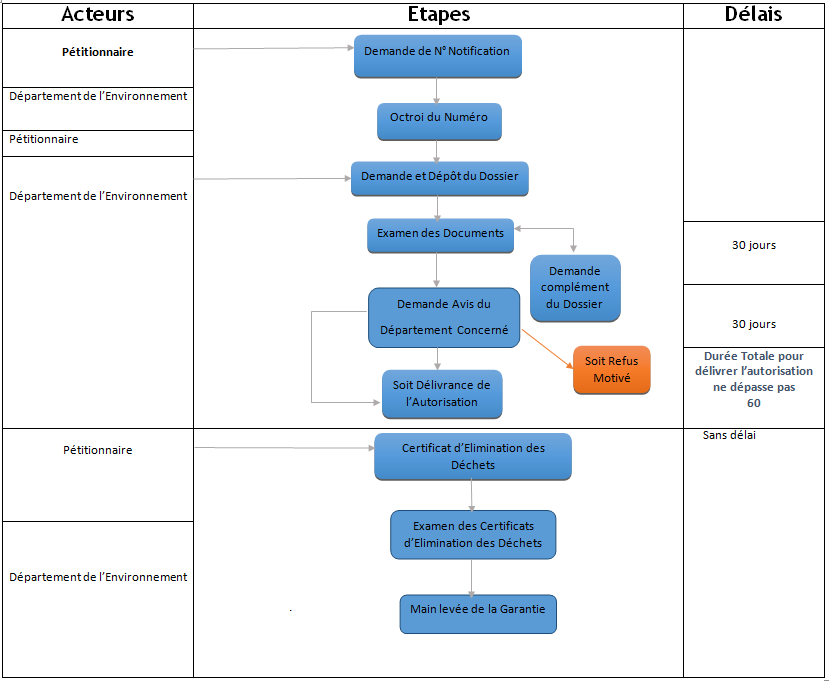 Acteurs
Etapes
Délais
Pétitionnaire
Demande de N° Notification
Département de l'Environnement
Octroi du Numéro
Pétitionnaire
Demande et Dépôt du Dossier
Département de l'Environnement
Examen des Documents
30 jours
Demande
complément
du Dossier
Demande Avis du
Département Concerné
30 jours
Soit Refus
Motivé
Durée Totale pour
délivrer l'autorisation
ne dépasse pas
60
Soit Délivrance de
l'Autorisation
Sans délai
Pétitionnaire
Certificat d'Elimination des
Déchets
Examen des Certificats
d'Elimination des Déchets
Département de l'Environnement
Main levée de la Garantie